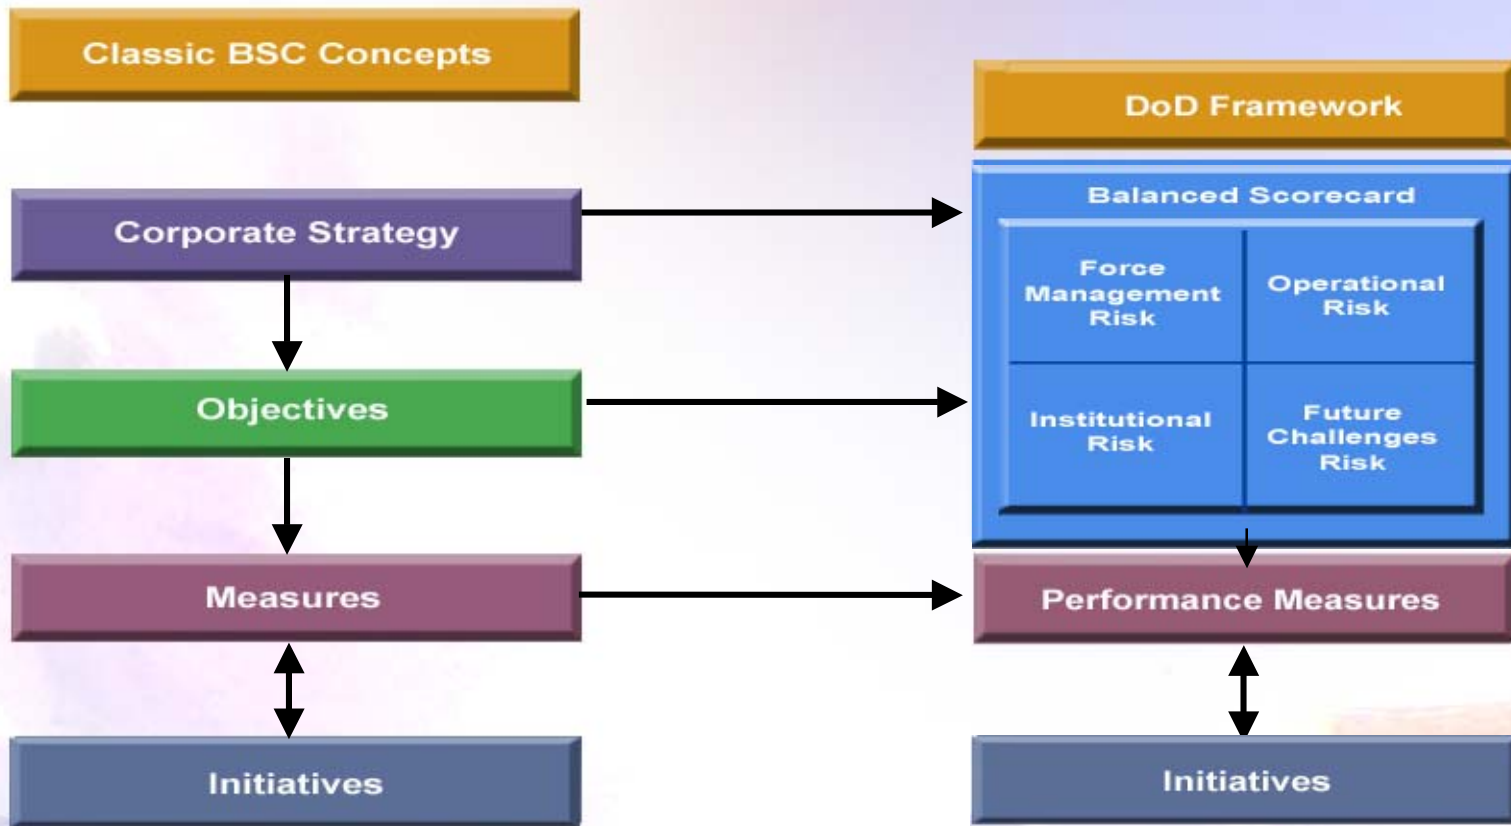 Classic BSC Concepts
Corporate Strategy
Objectives
Measures
Initiatives
DoD Framework
Balanced Scorecard
Force
Management
Risk
Operational
Risk
Institutional
Risk
Future
Challenges
Risk
Performance Measures
Initiatives